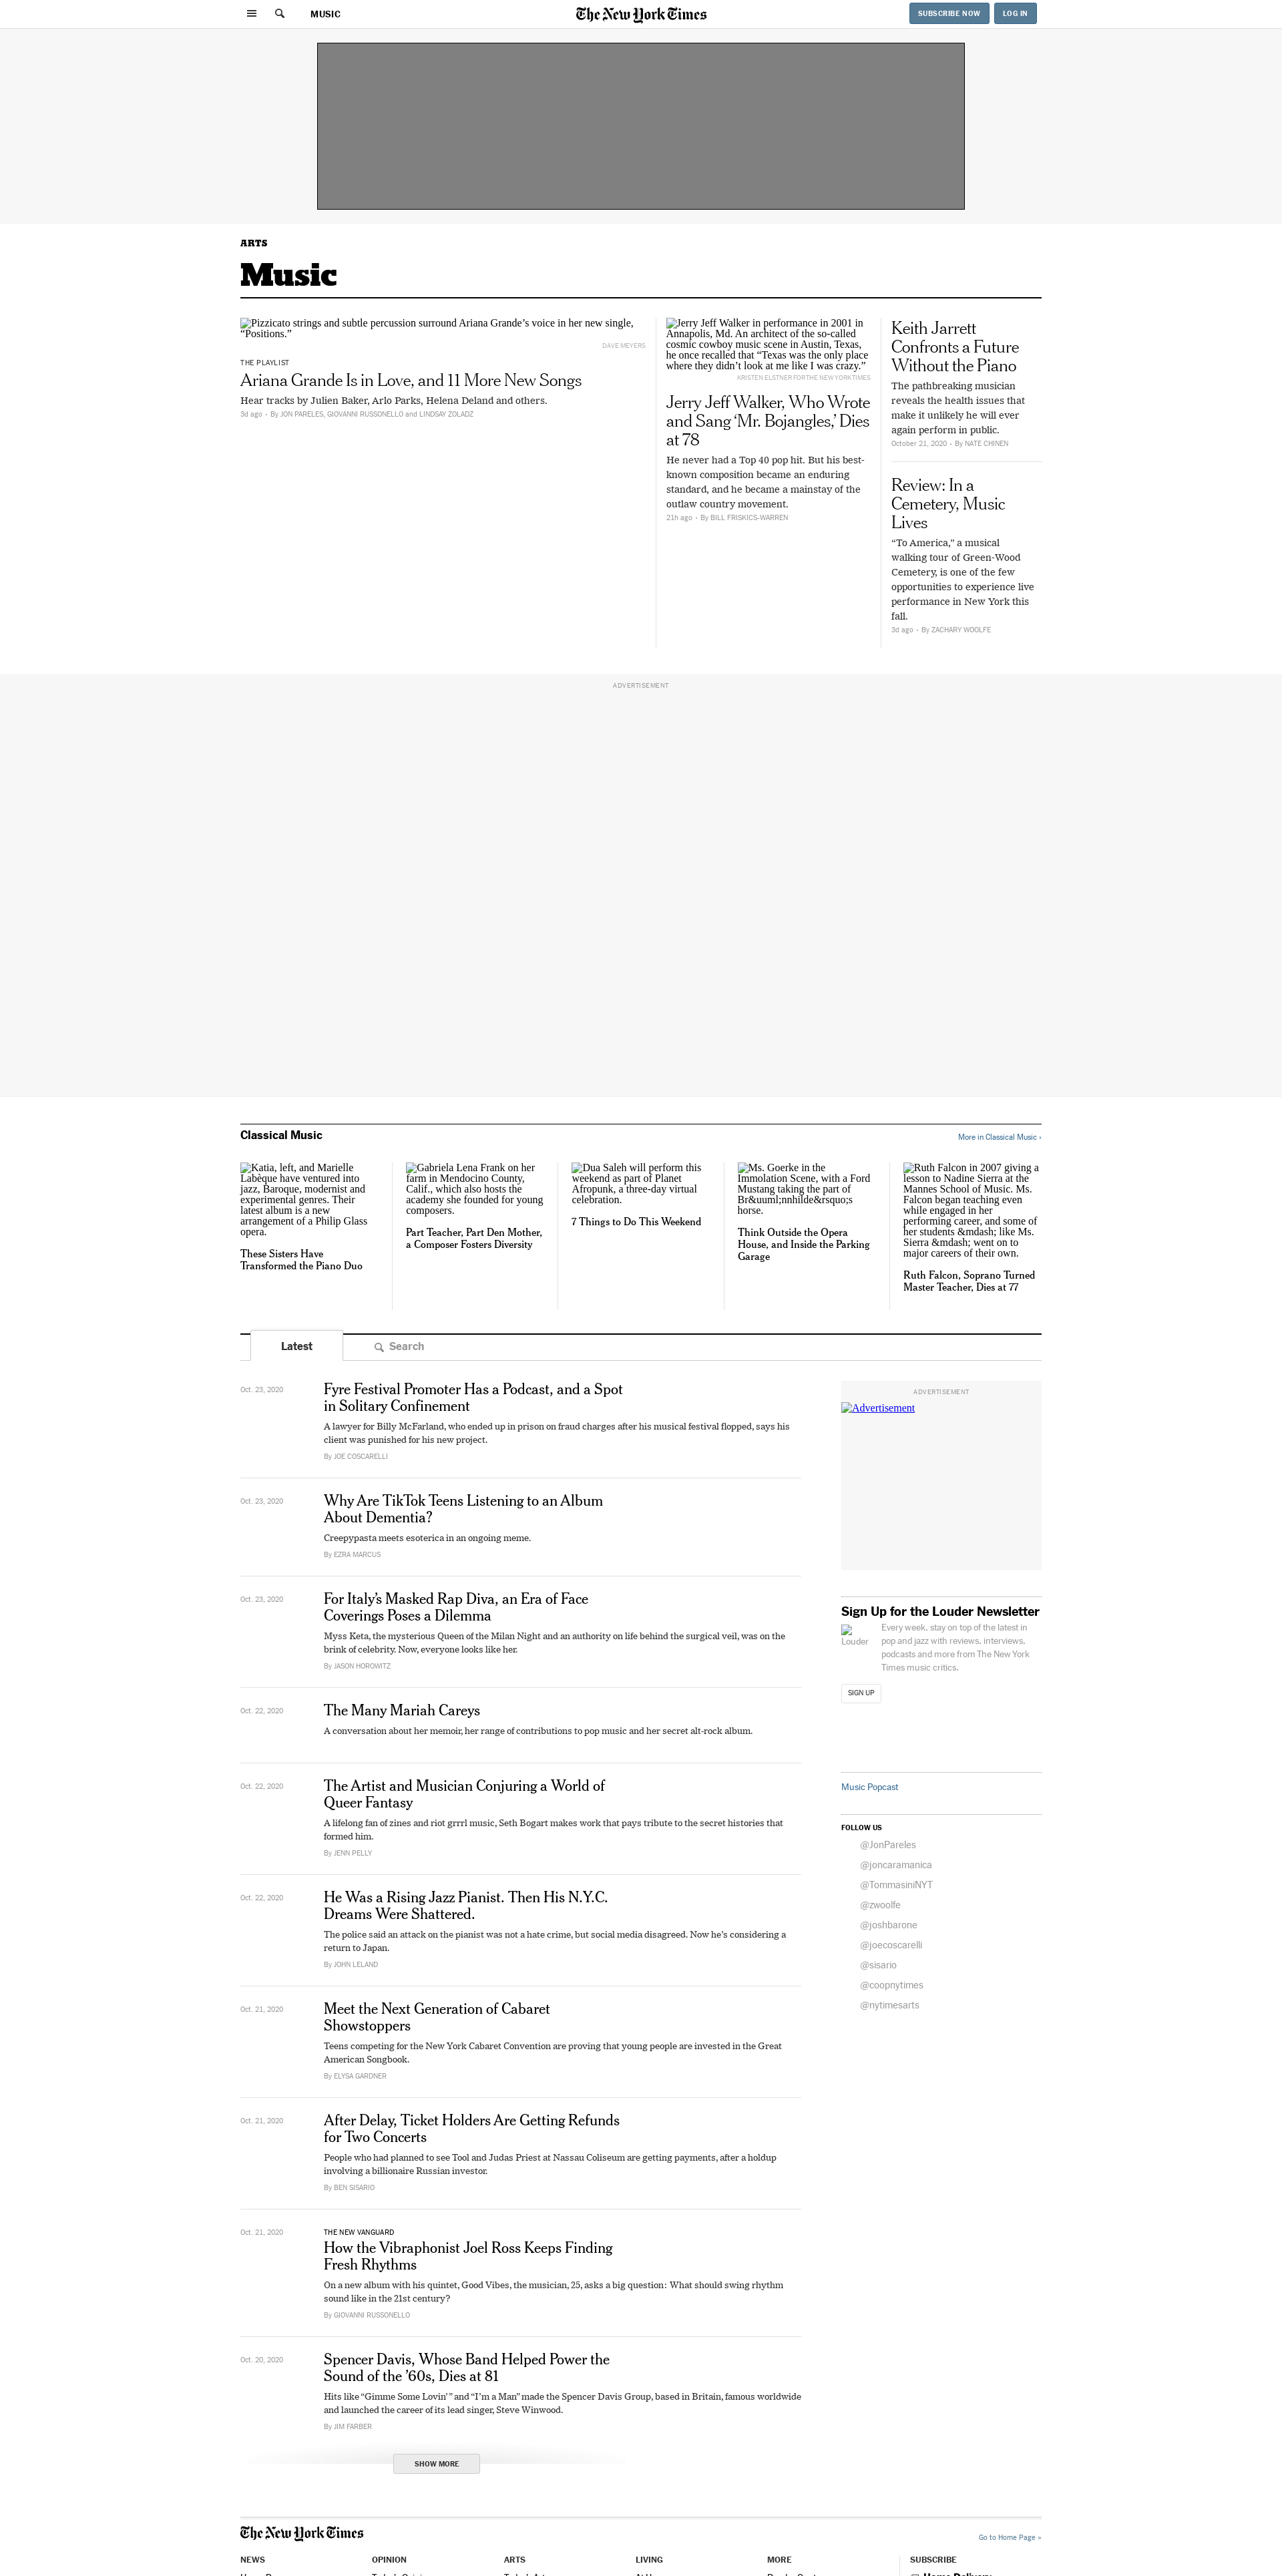 MUSIC
The New York Times
SUBSCRIBE NOW
LOG IN
ARTS
Music
Pizzicato strings and subtle percussion surround Ariana Grande’s voice in her new single,
“Positions.”
DAVE MEYERS
THE PLAYLIST
Ariana Grande Is in Love, and 11 More New Songs
Hear tracks by Julien Baker, Arlo Parks, Helena Deland and others.
3d ago • By JON PARELES, GIOVANNI RUSSONELLO and LINDSAY ZOLADZ
Jerry Jeff Walker in performance in 2001 in
Annapolis, Md. An architect of the so-called
cosmic cowboy music scene in Austin, Texas,
he once recalled that “Texas was the only place
where they didn’t look at me like I was crazy.”
KRISTEN ELSTNER FOR THE NEW YORK TIMES
Jerry Jeff Walker, Who Wrote
and Sang ‘Mr. Bojangles,’ Dies
at 78
He never had a Top 40 pop hit. But his best-
known composition became an enduring
standard, and he became a mainstay of the
outlaw country movement.
21h ago • By BILL FRISKICS-WARREN
Keith Jarrett
Confronts a Future
Without the Piano
The pathbreaking musician
reveals the health issues that
make it unlikely he will ever
again perform in public.
October 21, 2020 • By NATE CHINEN
Review: In a
Cemetery, Music
Lives
“To America,” a musical
walking tour of Green-Wood
Cemetery, is one of the few
opportunities to experience live
performance in New York this
fall.
3d ago • By ZACHARY WOOLFE
ADVERTISEMENT
Classical Music
More in Classical Music ›
Katia, left, and Marielle
Labèque have ventured into
jazz, Baroque, modernist and
experimental genres. Their
latest album is a new
arrangement of a Philip Glass
opera.
These Sisters Have
Transformed the Piano Duo
Gabriela Lena Frank on her
farm in Mendocino County,
Calif., which also hosts the
academy she founded for young
composers.
Part Teacher, Part Den Mother,
a Composer Fosters Diversity
Dua Saleh will perform this
weekend as part of Planet
Afropunk, a three-day virtual
celebration.
7 Things to Do This Weekend
Ms. Goerke in the
Immolation Scene, with a Ford
Mustang taking the part of
Br&uuml;nnhilde&rsquo;s
horse.
Think Outside the Opera
House, and Inside the Parking
Garage
Ruth Falcon in 2007 giving a
lesson to Nadine Sierra at the
Mannes School of Music. Ms.
Falcon began teaching even
while engaged in her
performing career, and some of
her students &mdash; like Ms.
Sierra &mdash; went on to
major careers of their own.
Ruth Falcon, Soprano Turned
Master Teacher, Dies at 77
Latest
Search
Oct. 23, 2020
Fyre Festival Promoter Has a Podcast, and a Spot
in Solitary Confinement
A lawyer for Billy McFarland, who ended up in prison on fraud charges after his musical festival flopped, says his
client was punished for his new project.
By JOE COSCARELLI
Oct. 23, 2020
Why Are TikTok Teens Listening to an Album
About Dementia?
Creepypasta meets esoterica in an ongoing meme.
By EZRA MARCUS
Oct. 23, 2020
For Italy’s Masked Rap Diva, an Era of Face
Coverings Poses a Dilemma
Myss Keta, the mysterious Queen of the Milan Night and an authority on life behind the surgical veil, was on the
brink of celebrity. Now, everyone looks like her.
By JASON HOROWITZ
Oct. 22, 2020
The Many Mariah Careys
A conversation about her memoir, her range of contributions to pop music and her secret alt-rock album.
Oct. 22, 2020
The Artist and Musician Conjuring a World of
Queer Fantasy
A lifelong fan of zines and riot grrrl music, Seth Bogart makes work that pays tribute to the secret histories that
formed him.
By JENN PELLY
Oct. 22, 2020
He Was a Rising Jazz Pianist. Then His N.Y.C.
Dreams Were Shattered.
The police said an attack on the pianist was not a hate crime, but social media disagreed. Now he’s considering a
return to Japan.
By JOHN LELAND
Oct. 21, 2020
Meet the Next Generation of Cabaret
Showstoppers
Teens competing for the New York Cabaret Convention are proving that young people are invested in the Great
American Songbook.
By ELYSA GARDNER
Oct. 21, 2020
After Delay, Ticket Holders Are Getting Refunds
for Two Concerts
People who had planned to see Tool and Judas Priest at Nassau Coliseum are getting payments, after a holdup
involving a billionaire Russian investor.
By BEN SISARIO
Oct. 21, 2020
THE NEW VANGUARD
How the Vibraphonist Joel Ross Keeps Finding
Fresh Rhythms
On a new album with his quintet, Good Vibes, the musician, 25, asks a big question: What should swing rhythm
sound like in the 21st century?
By GIOVANNI RUSSONELLO
Oct. 20, 2020
Spencer Davis, Whose Band Helped Power the
Sound of the ’60s, Dies at 81
Hits like “Gimme Some Lovin’ ” and “I’m a Man” made the Spencer Davis Group, based in Britain, famous worldwide
and launched the career of its lead singer, Steve Winwood.
By JIM FARBER
SHOW MORE
ADVERTISEMENT
Advertisement
Sign Up for the Louder Newsletter
Louder
Every week, stay on top of the latest in
pop and jazz with reviews, interviews,
podcasts and more from The New York
Times music critics.
SIGN UP
Music Popcast
FOLLOW US
@JonPareles
@joncaramanica
@TommasiniNYT
@zwoolfe
@joshbarone
@joecoscarelli
@sisario
@coopnytimes
@nytimesarts
The New York Times
Go to Home Page »
NEWS
OPINION
ARTS
LIVING
MORE
SUBSCRIBE